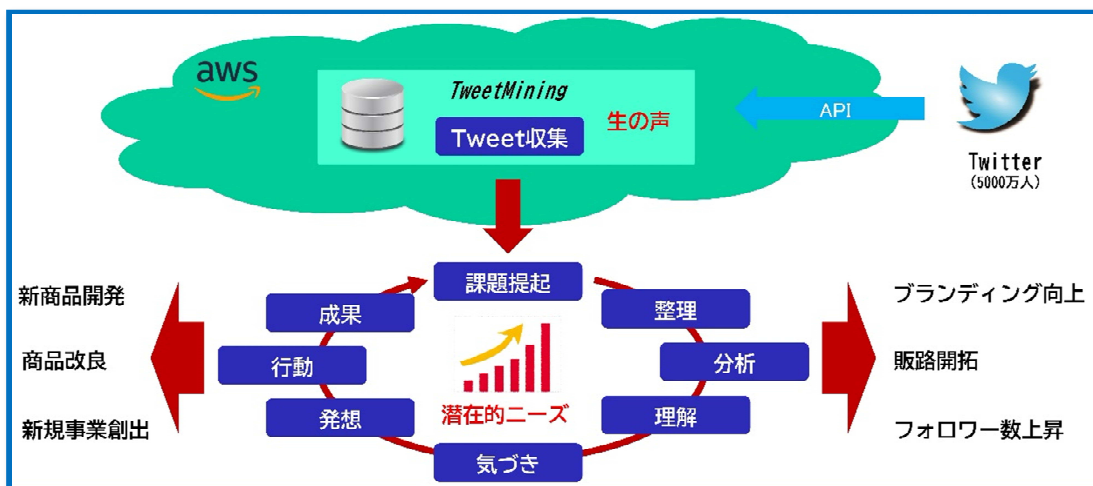 aws
TweetMining
Tweet収集
生の声
API
Twitter
(5000万人)
課題提起
整理
分析
理解
気づき
発想
行動
成果
潜在的ニーズ
新商品開発
商品改良
新規事業創出
ブランディング向上
販路開拓
フォロワー数上昇